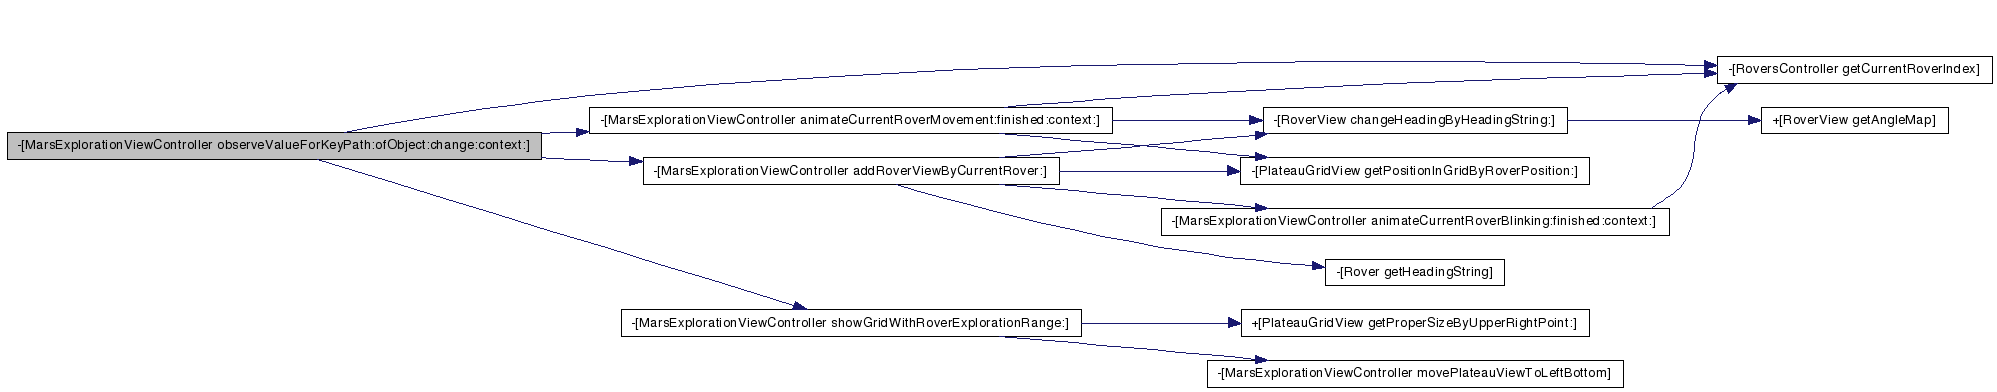 -[RoversController getCurrentRoverIndex]
-[MarsExplorationViewController animateCurrentRoverMovement:finished:context:]
-[RoverView changeHeadingByHeadingString:]
+[RoverView getAngleMap]
-[MarsExplorationViewController observeValueForKeyPath:ofObject:change:context:]
-[MarsExplorationViewController addRoverViewByCurrentRover:]
-[PlateauGridView getPositionInGridByRoverPosition:]
-[MarsExplorationViewController animateCurrentRoverBlinking:finished:context:]
-[Rover getHeadingString]
-[MarsExplorationViewController showGridWithRoverExplorationRange:]
+[PlateauGridView getProperSizeByUpperRightPoint:]
-[MarsExplorationViewController movePlateauViewToLeftBottom]